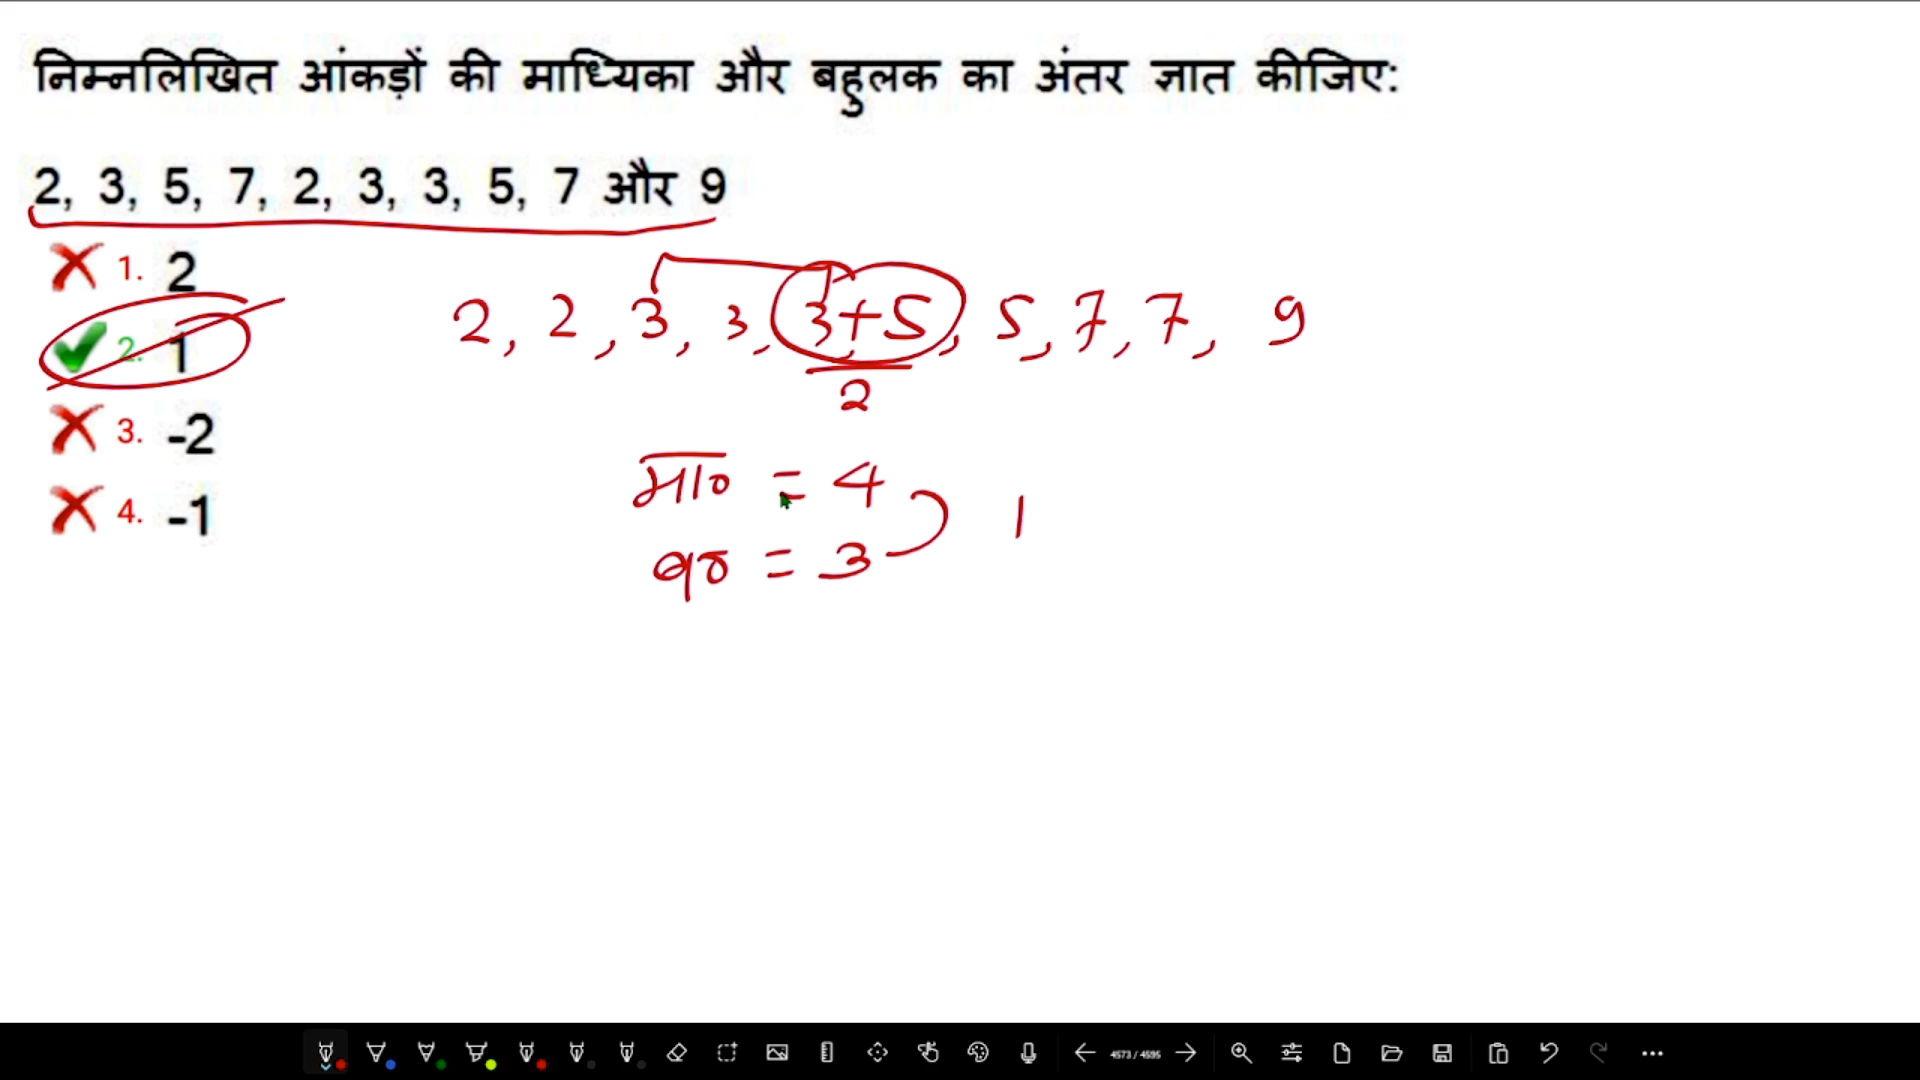 निम्नलिखित आंकड़ों की माध्यिका और बहुलक का अंतर ज्ञात कीजिए:
2, 3, 5, 7, 2, 3, 3, 5, 7 और 9
1. 2
2. 1
3. -2
4. -1
2, 2, 3, 3, 3+5, 5, 7, 7, 9
2
मा० = 4
= 3
1
4573 / 4595